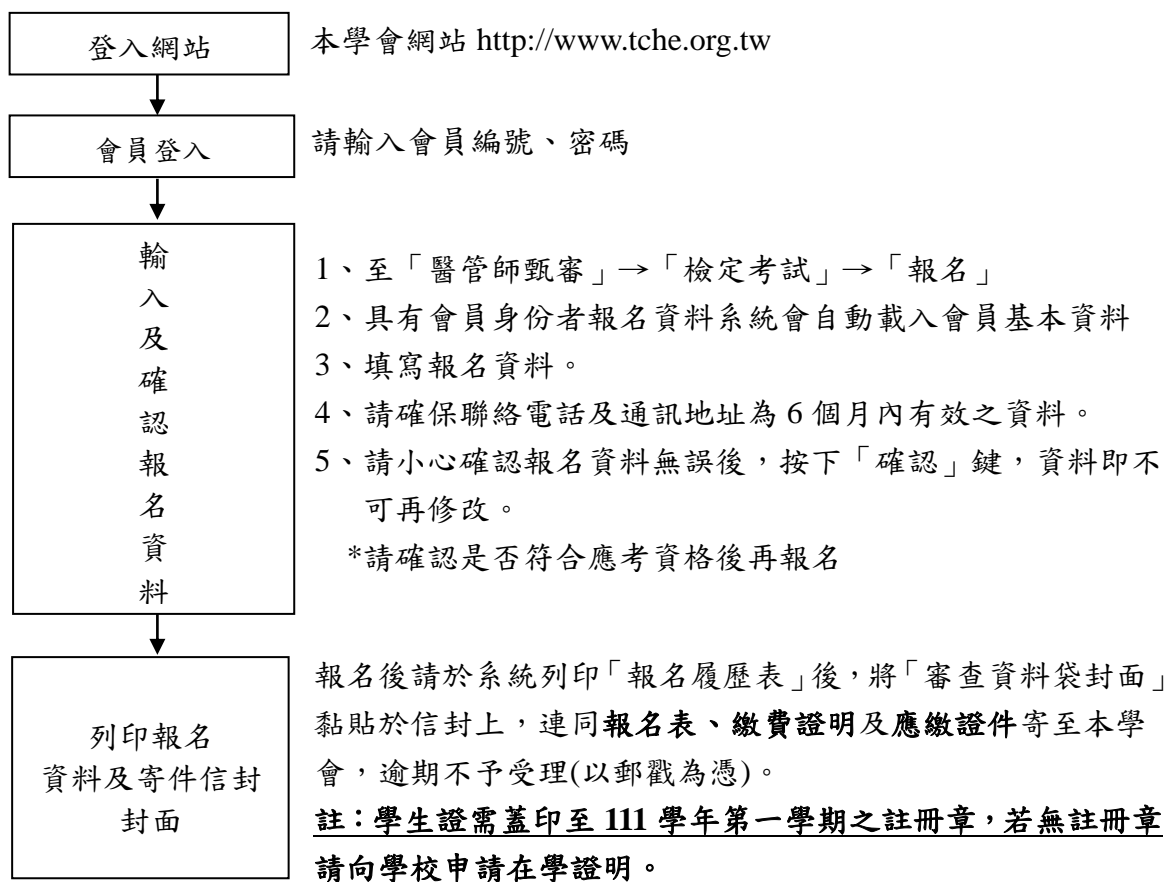 登入網站
本學會網站 http://www.tche.org.tw
會員登入
請輸入會員編號、密碼
輸
入
及
確
認
報
名
資
料
1、至「醫管師甄審」→「檢定考試」→「報名」
2、具有會員身份者報名資料系統會自動載入會員基本資料
3、填寫報名資料。
4、請確保聯絡電話及通訊地址為 6 個月內有效之資料。
5、請小心確認報名資料無誤後，按下「確認」鍵，資料即不
可再修改。
*請確認是否符合應考資格後再報名
列印報名
資料及寄件信封
封面
報名後請於系統列印「報名履歷表」後，將「審查資料袋封面」
黏貼於信封上，連同報名表、繳費證明及應繳證件寄至本學
會，逾期不予受理(以郵戳為憑)。
註：學生證需蓋印至 111 學年第一學期之註冊章，若無註冊章
請向學校申請在學證明。